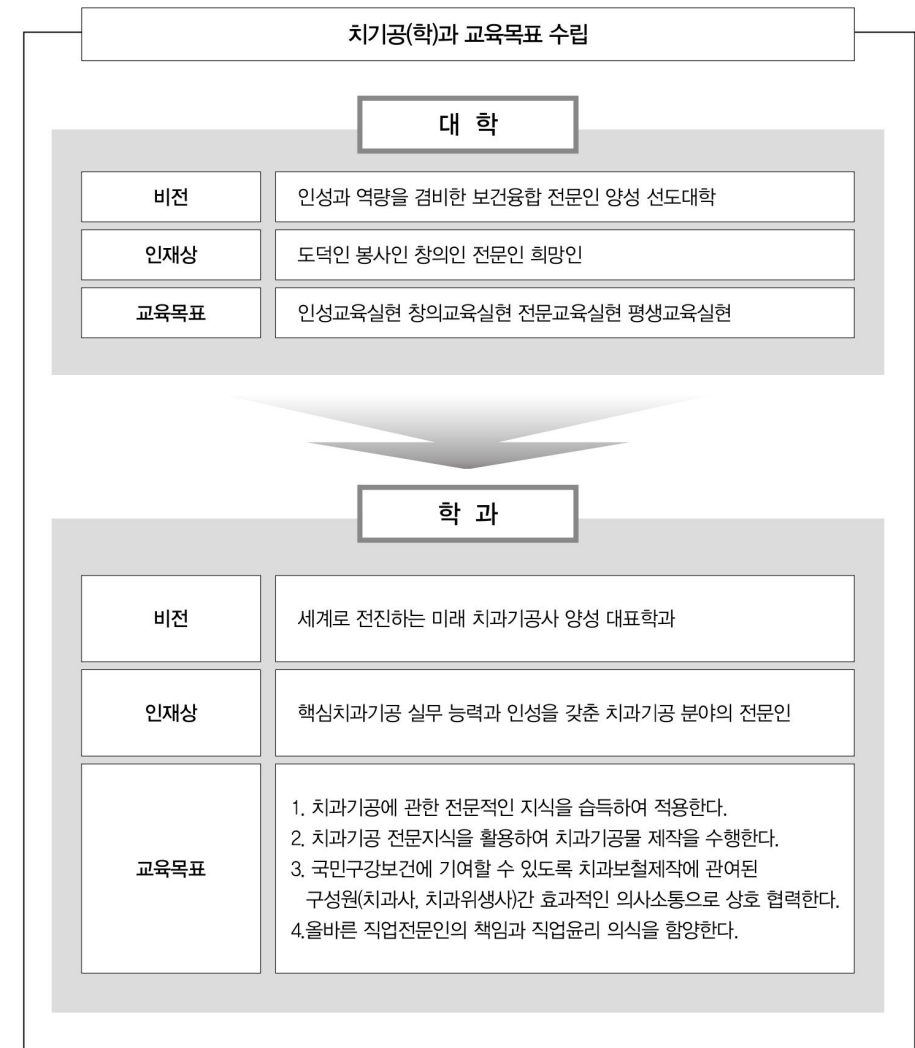 치기공(학)과 교육목표 수립
대 학
비전
인성과 역량을 겸비한 보건융합 전문인 양성 선도대학
인재상
도덕인 봉사인 창의인 전문인 희망인
교육목표
인성교육실현 창의교육실현 전문교육실현 평생교육실현
학 과
비전
세계로 전진하는 미래 치과기공사 양성 대표학과
인재상
핵심치과기공 실무 능력과 인성을 갖춘 치과기공 분야의 전문인
교육목표
1. 치과기공에 관한 전문적인 지식을 습득하여 적용한다.
2. 치과기공 전문지식을 활용하여 치과기공물 제작을 수행한다.
3. 국민구강보건에 기여할 수 있도록 치과보철제작에 관여된
구성원(치과사, 치과위생사)간 효과적인 의사소통으로 상호 협력한다.
4.올바른 직업전문인의 책임과 직업윤리 의식을 함양한다.